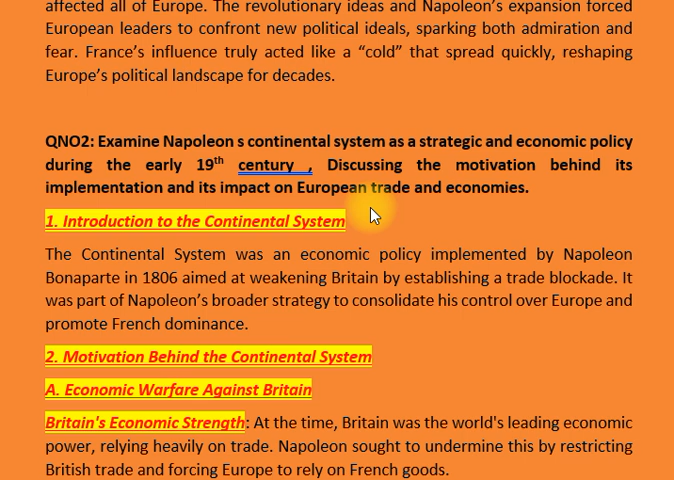 affected all of Europe. The revolutionary ideas and Napoleon’s expansion forced
European leaders to confront new political ideals, sparking both admiration and
fear. France’s influence truly acted like a “cold” that spread quickly, reshaping
Europe’s political landscape for decades.
QNO2: Examine Napoleon s continental system as a strategic and economic policy
during the early 19th century , Discussing the motivation behind its
implementation and its impact on European trade and economies.
1. Introduction to the Continental System
The Continental System was an economic policy implemented by Napoleon
Bonaparte in 1806 aimed at weakening Britain by establishing a trade blockade. It
was part of Napoleon’s broader strategy to consolidate his control over Europe and
promote French dominance.
2. Motivation Behind the Continental System
A. Economic Warfare Against Britain
Britain's Economic Strength: At the time, Britain was the world's leading economic
power, relying heavily on trade. Napoleon sought to undermine this by restricting
British trade and forcing Europe to rely on French goods.